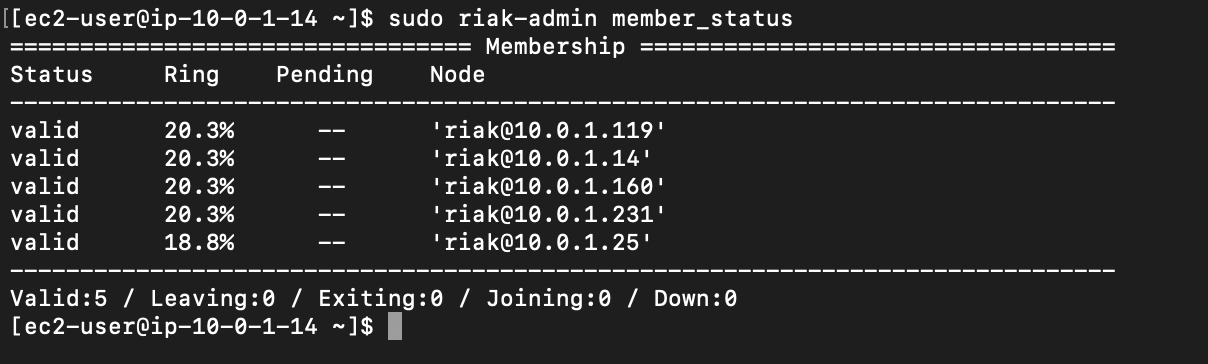 [[ec2-user@ip-10-0-1-14 ~]$ sudo riak-admin member_status
================================= Membership ==================================
Status     Ring    Pending    Node
-------------------------------------------------------------------------------
valid      20.3%      --      'riak@10.0.1.119'
valid      20.3%      --      'riak@10.0.1.14'
valid      20.3%      --      'riak@10.0.1.160'
valid      20.3%      --      'riak@10.0.1.231'
valid      18.8%      --      'riak@10.0.1.25'
-------------------------------------------------------------------------------
Valid:5 / Leaving:0 / Exiting:0 / Joining:0 / Down:0
[ec2-user@ip-10-0-1-14 ~]$